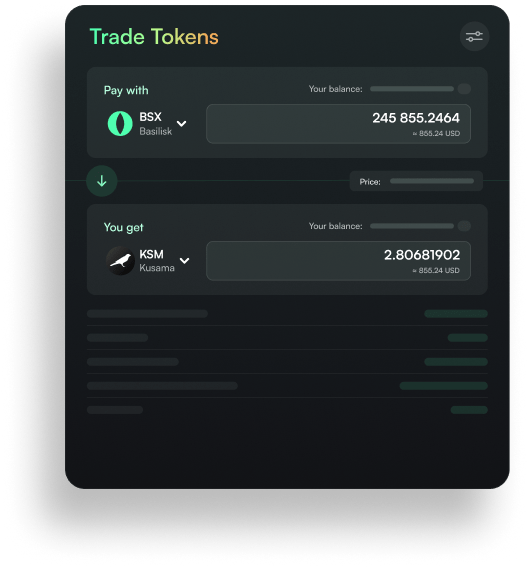 Trade Tokens
Pay with
Your balance:
BSX
Basilisk
245 855.2464
≈ 855.24 USD
Price:
You get
Your balance:
KSM
Kusama
2.80681902
≈ 855.24 USD